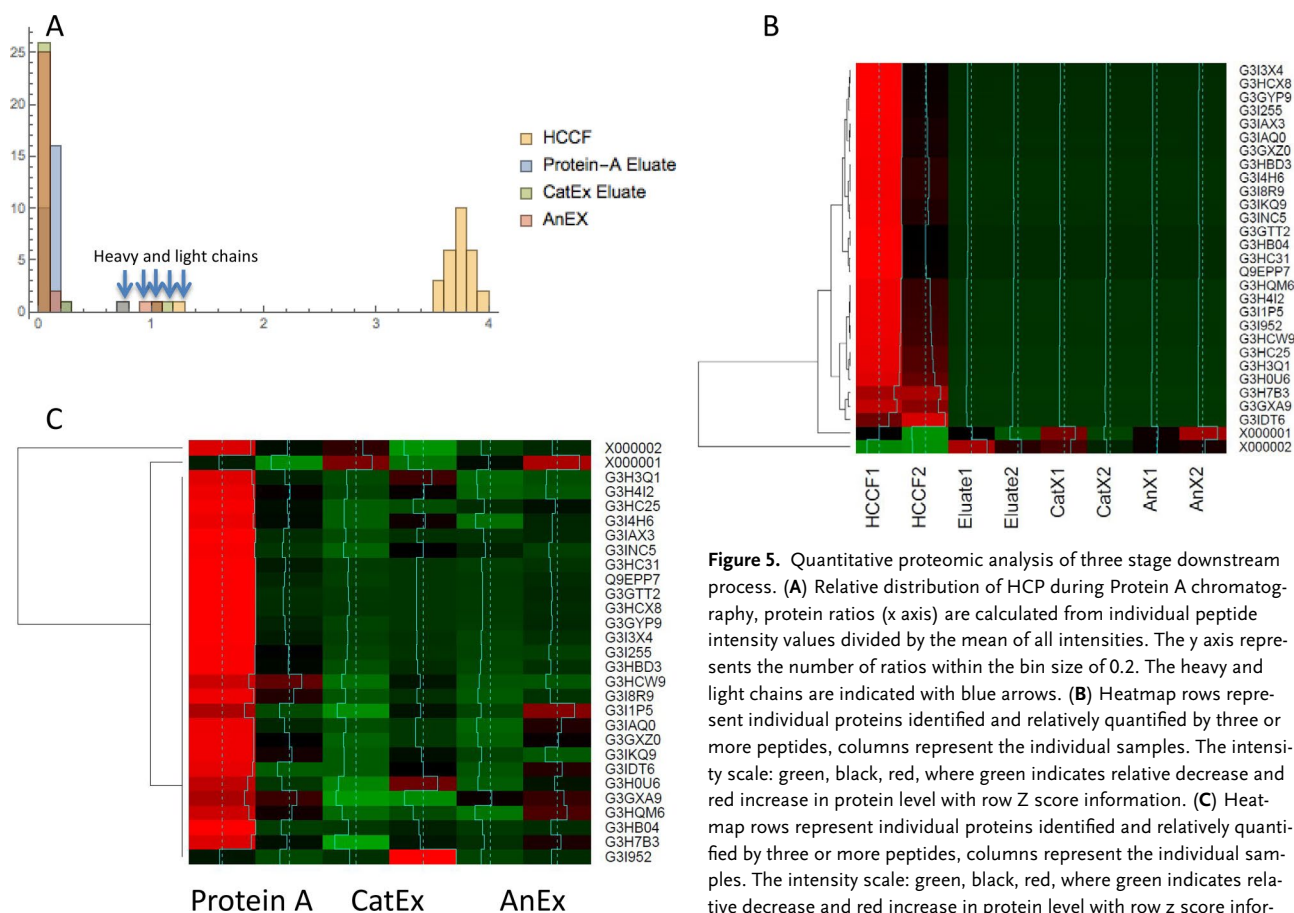 A
25
20
15
10
5
0
0
1
2
3
4
Heavy and light chains
HCCF
Protein-A Eluate
CatEx Eluate
AnEX
B
G3I3X4
G3HCX8
G3GYP9
G3I255
G3IAX3
G3IAQ0
G3GXZ0
G3HBD3
G3I4H6
G3I8R9
G3IKQ9
G3INC5
G3GTT2
G3HB04
G3HC31
Q9EPP7
G3HQM6
G3H4I2
G3I1P5
G3I952
G3HCW9
G3HC25
G3H3Q1
G3H0U6
G3H7B3
G3GXA9
G3IDT6
X000001
X000002
HCCF1
HCCF2
Eluate1
Eluate2
CatX1
CatX2
AnX1
AnX2
C
X000002
X000001
G3H3Q1
G3H4I2
G3HC25
G3I4H6
G3IAX3
G3INC5
G3HC31
Q9EPP7
G3GTT2
G3HCX8
G3GYP9
G3I3X4
G3I255
G3HBD3
G3HCW9
G3I8R9
G3I1P5
G3IAQ0
G3GXZ0
G3IKQ9
G3IDT6
G3H0U6
G3GXA9
G3HQM6
G3HB04
G3H7B3
G3I952
Protein A
CatEx
AnEx
Figure 5. Quantitative proteomic analysis of three stage downstream
process. (A) Relative distribution of HCP during Protein A chromatog-
raphy, protein ratios (x axis) are calculated from individual peptide
intensity values divided by the mean of all intensities. The y axis repre-
sents the number of ratios within the bin size of 0.2. The heavy and
light chains are indicated with blue arrows. (B) Heatmap rows repre-
sent individual proteins identified and relatively quantified by three or
more peptides, columns represent the individual samples. The intensi-
ty scale: green, black, red, where green indicates relative decrease and
red increase in protein level with row Z score information. (C) Heat-
map rows represent individual proteins identified and relatively quanti-
fied by three or more peptides, columns represent the individual sam-
ples. The intensity scale: green, black, red, where green indicates rela-
tive decrease and red increase in protein level with row z score infor-